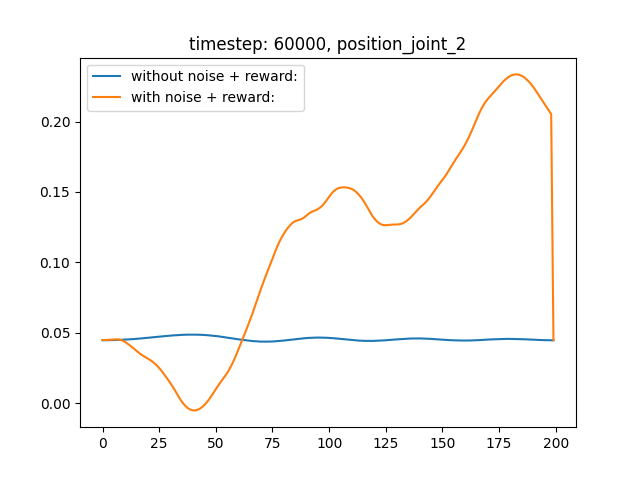 timestep: 60000, position_joint_2
without noise + reward:
with noise + reward:
0.20
0.15
0.10
0.05
0.00
0 25 50 75 100 125 150 175 200